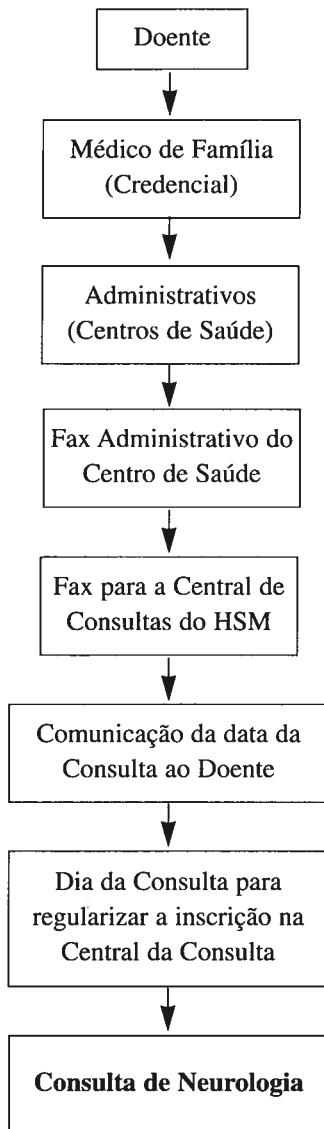 Doente
Médico de Família
(Credencial)
Administrativos
(Centros de Saúde)
Fax Administrativo do
Centro de Saúde
Fax para a Central de
Consultas do HSM
Comunicação da data da
Consulta ao Doente
Dia da Consulta para
regularizar a inscrição na
Central da Consulta
Consulta de Neurologia